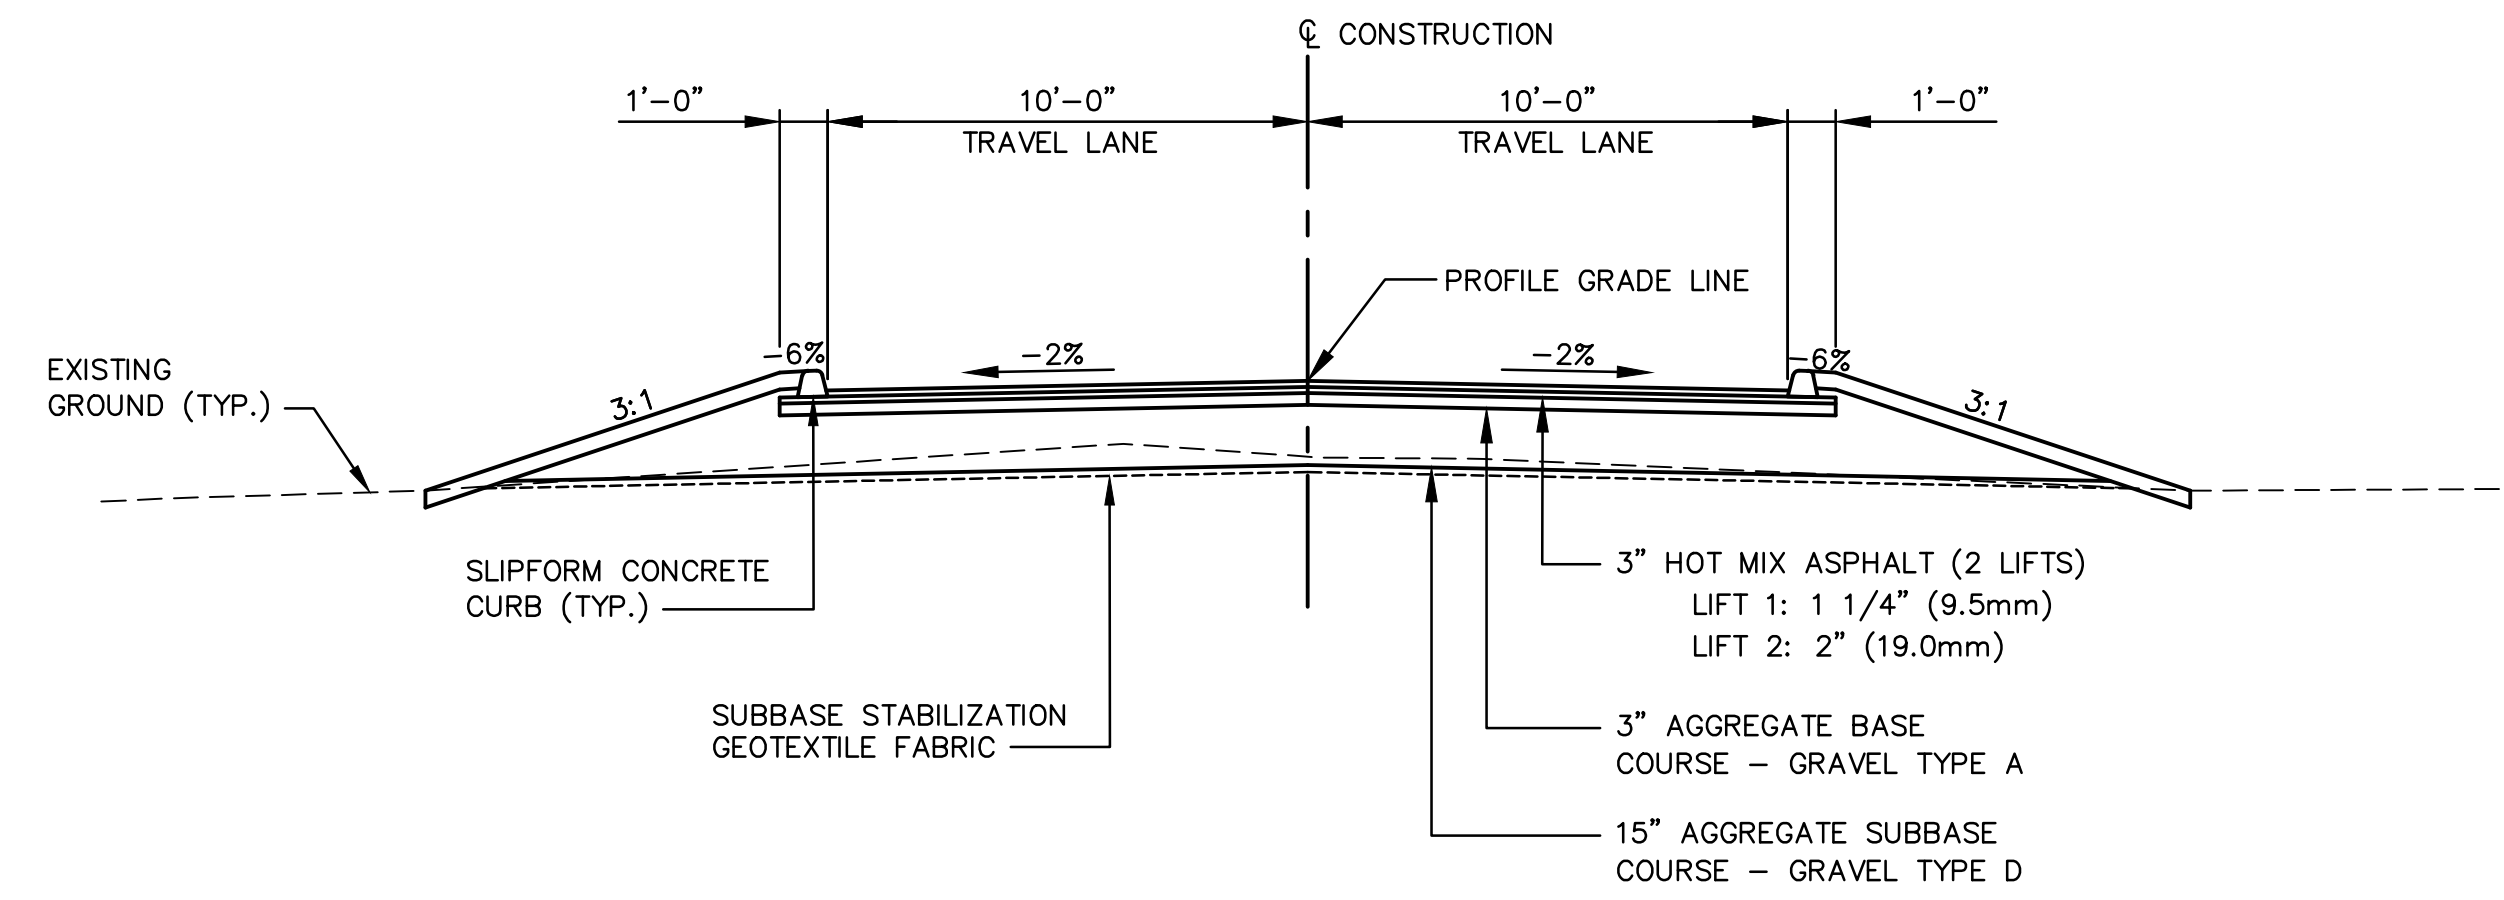 ℄ CONSTRUCTION
1'-0" 10'-0" 10'-0" 1'-0"
TRAVEL LANE TRAVEL LANE
PROFILE GRADE LINE
-6% -2% -2% -6%
EXISTING
GROUND (TYP.)
3:1 3:1
SLIPFORM CONCRETE
CURB (TYP.)
3" HOT MIX ASPHALT (2 LIFTS)
LIFT 1: 1 1/4" (9.5mm)
LIFT 2: 2" (19.0mm)
SUBBASE STABILIZATION
GEOTEXTILE FABRIC
3" AGGREGATE BASE
COURSE - GRAVEL TYPE A
15" AGGREGATE SUBBASE
COURSE - GRAVEL TYPE D